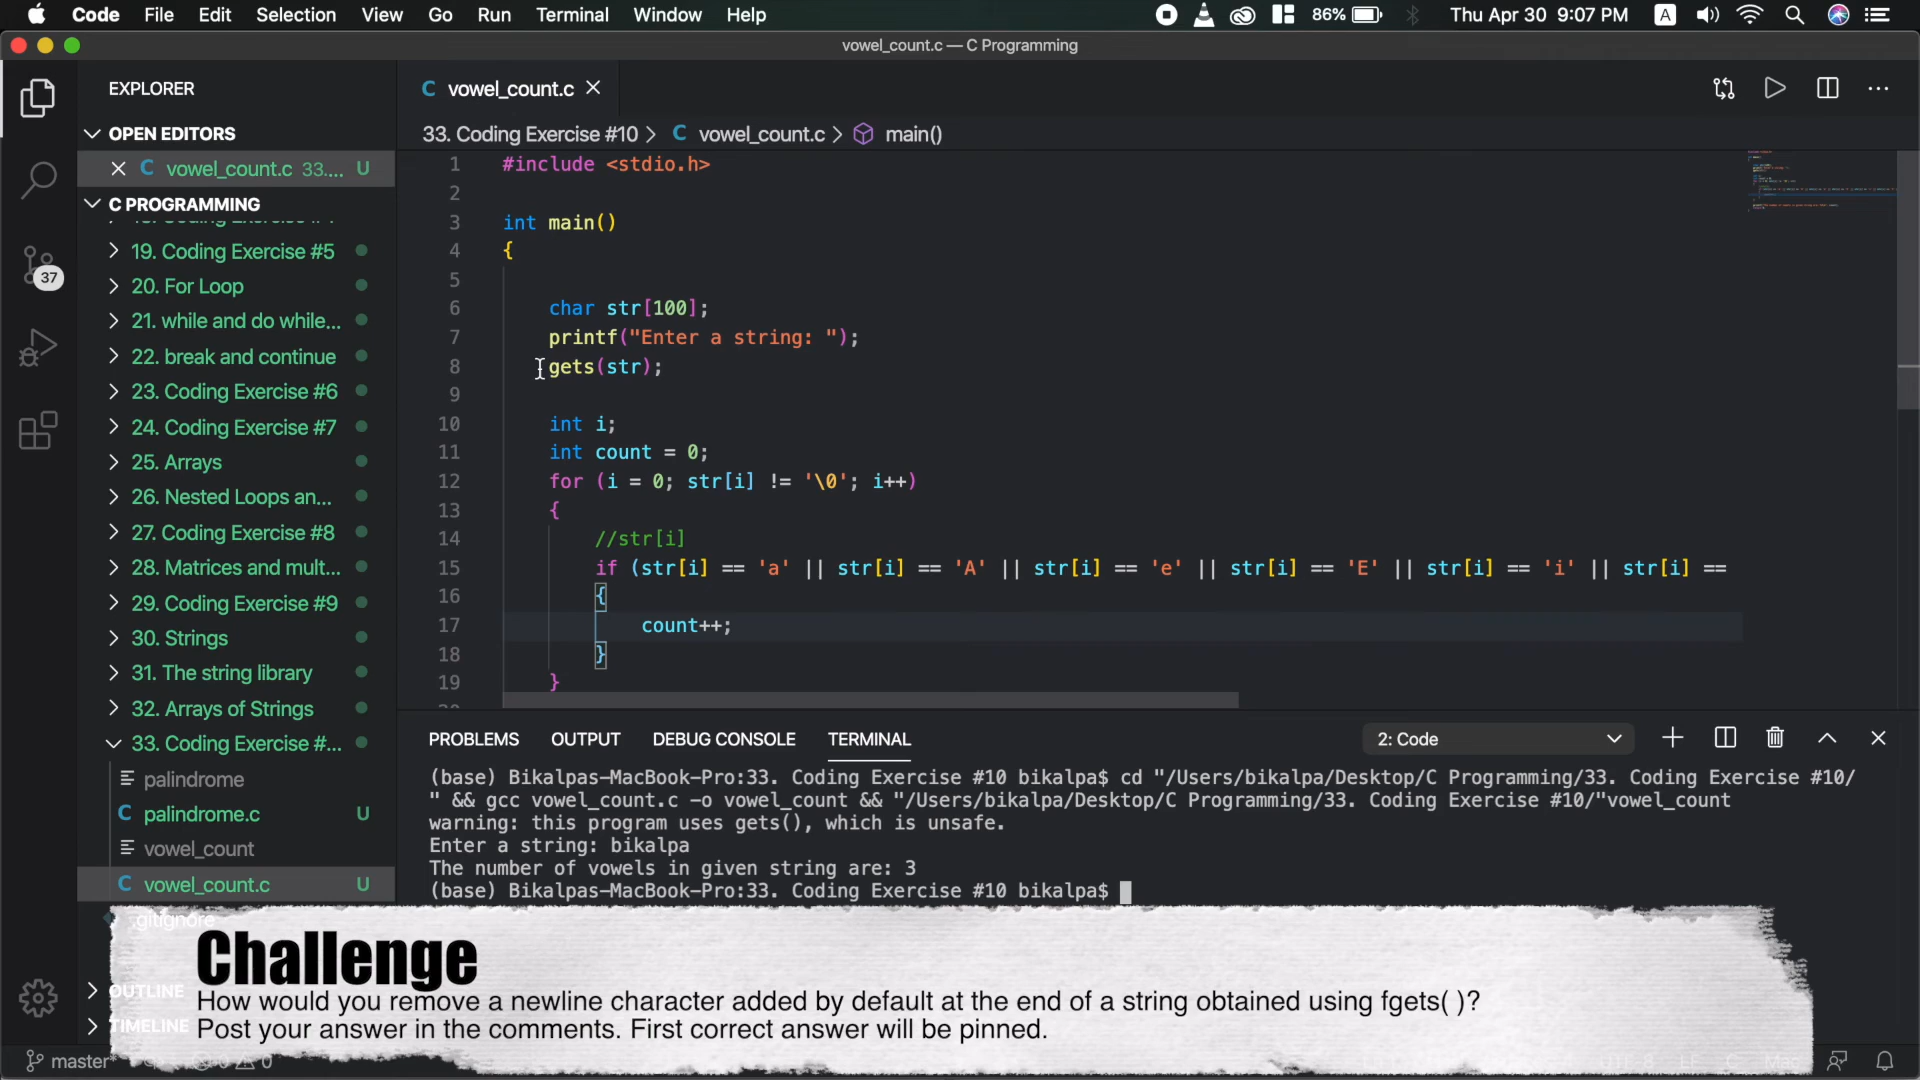 Code File Edit Selection View Go Run Terminal Window Help 86% Thu Apr 30 9:07 PM A
vowel_count.c — C Programming
EXPLORER
vowel_count.c
OPEN EDITORS
33. Coding Exercise #10 > C vowel_count.c > main()
C vowel_count.c 33.... U
C PROGRAMMING
19. Coding Exercise #5
20. For Loop
21. while and do while...
22. break and continue
23. Coding Exercise #6
24. Coding Exercise #7
25. Arrays
26. Nested Loops an...
27. Coding Exercise #8
28. Matrices and mult...
29. Coding Exercise #9
30. Strings
31. The string library
32. Arrays of Strings
33. Coding Exercise #...
palindrome
C palindrome.c U
vowel_count
C vowel_count.c U
.gitignore
OUTLINE
TIMELINE
37
1 #include <stdio.h>
2
3 int main()
4 {
5
6 char str[100];
7 printf("Enter a string: ");
8 gets(str);
9
10 int i;
11 int count = 0;
12 for (i = 0; str[i] != '\0'; i++)
13 {
14 //str[i]
15 if (str[i] == 'a' || str[i] == 'A' || str[i] == 'e' || str[i] == 'E' || str[i] == 'i' || str[i] ==
16 {
17 count++;
18 }
19 }
PROBLEMS OUTPUT DEBUG CONSOLE TERMINAL 2: Code
(base) Bikalpas-MacBook-Pro:33. Coding Exercise #10 bikalpa$ cd "/Users/bikalpa/Desktop/C Programming/33. Coding Exercise #10/
" && gcc vowel_count.c -o vowel_count && "/Users/bikalpa/Desktop/C Programming/33. Coding Exercise #10/"vowel_count
warning: this program uses gets(), which is unsafe.
Enter a string: bikalpa
The number of vowels in given string are: 3
(base) Bikalpas-MacBook-Pro:33. Coding Exercise #10 bikalpa$
Challenge
How would you remove a newline character added by default at the end of a string obtained using fgets( )?
Post your answer in the comments. First correct answer will be pinned.
master*